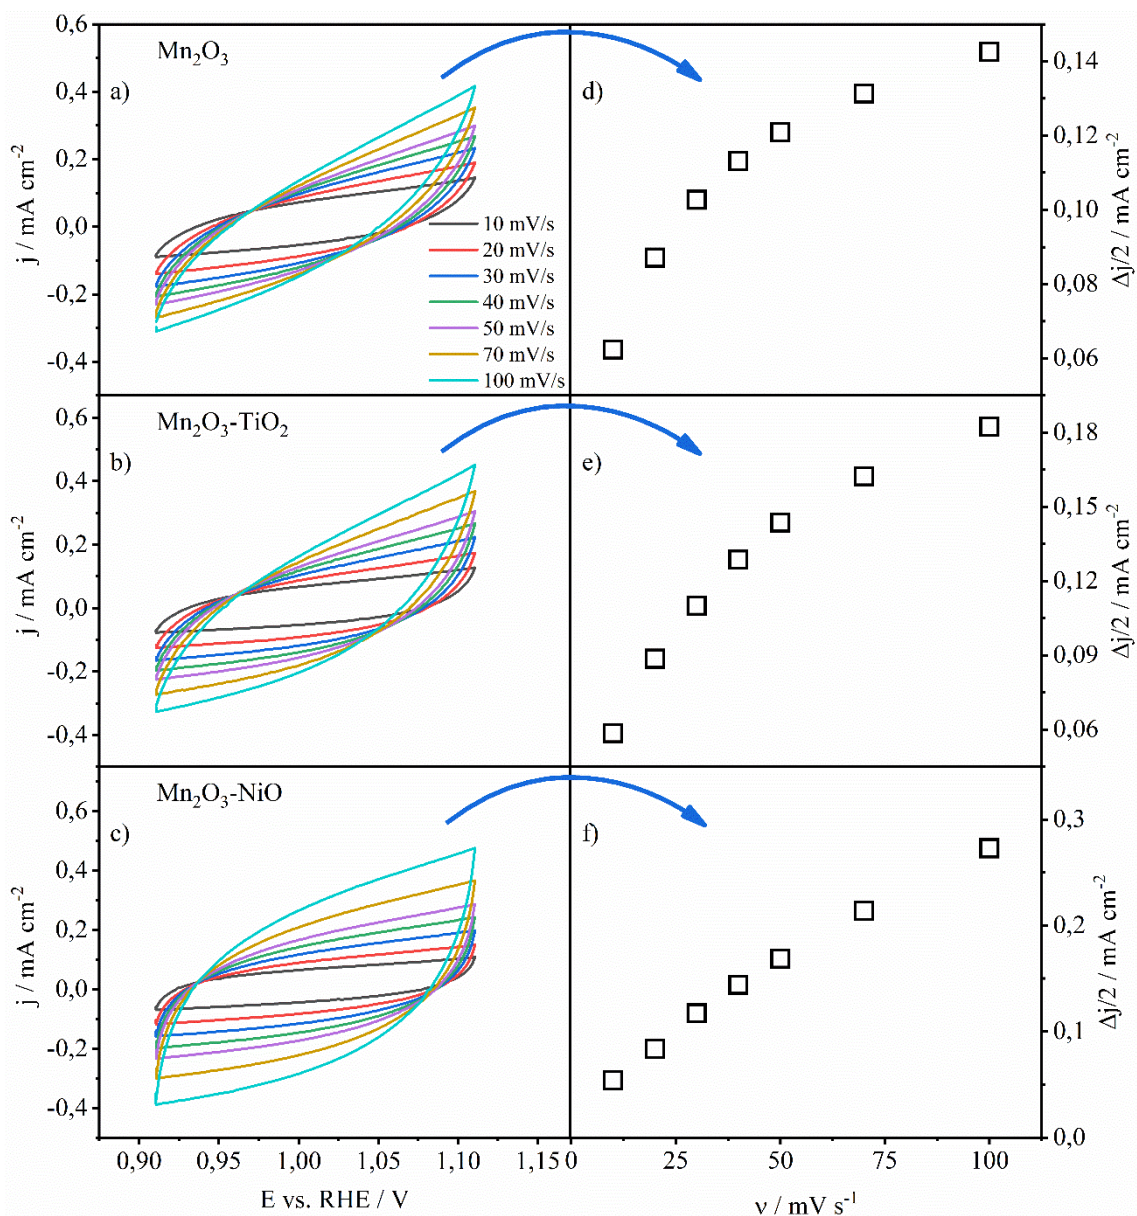 Mn₂O₃
a)
0,6
0,4
0,2
0,0
-0,2
-0,4
j / mA cm⁻²
10 mV/s
20 mV/s
30 mV/s
40 mV/s
50 mV/s
70 mV/s
100 mV/s
d)
0,14
0,12
0,10
0,08
0,06
Δj/2 / mA cm⁻²
Mn₂O₃-TiO₂
b)
0,6
0,4
0,2
0,0
-0,2
-0,4
j / mA cm⁻²
e)
0,18
0,15
0,12
0,09
0,06
Δj/2 / mA cm⁻²
Mn₂O₃-NiO
c)
0,6
0,4
0,2
0,0
-0,2
-0,4
j / mA cm⁻²
f)
0,3
0,2
0,1
0,0
Δj/2 / mA cm⁻²
0,90 0,95 1,00 1,05 1,10 1,15
E vs. RHE / V
0 25 50 75 100
ν / mV s⁻¹